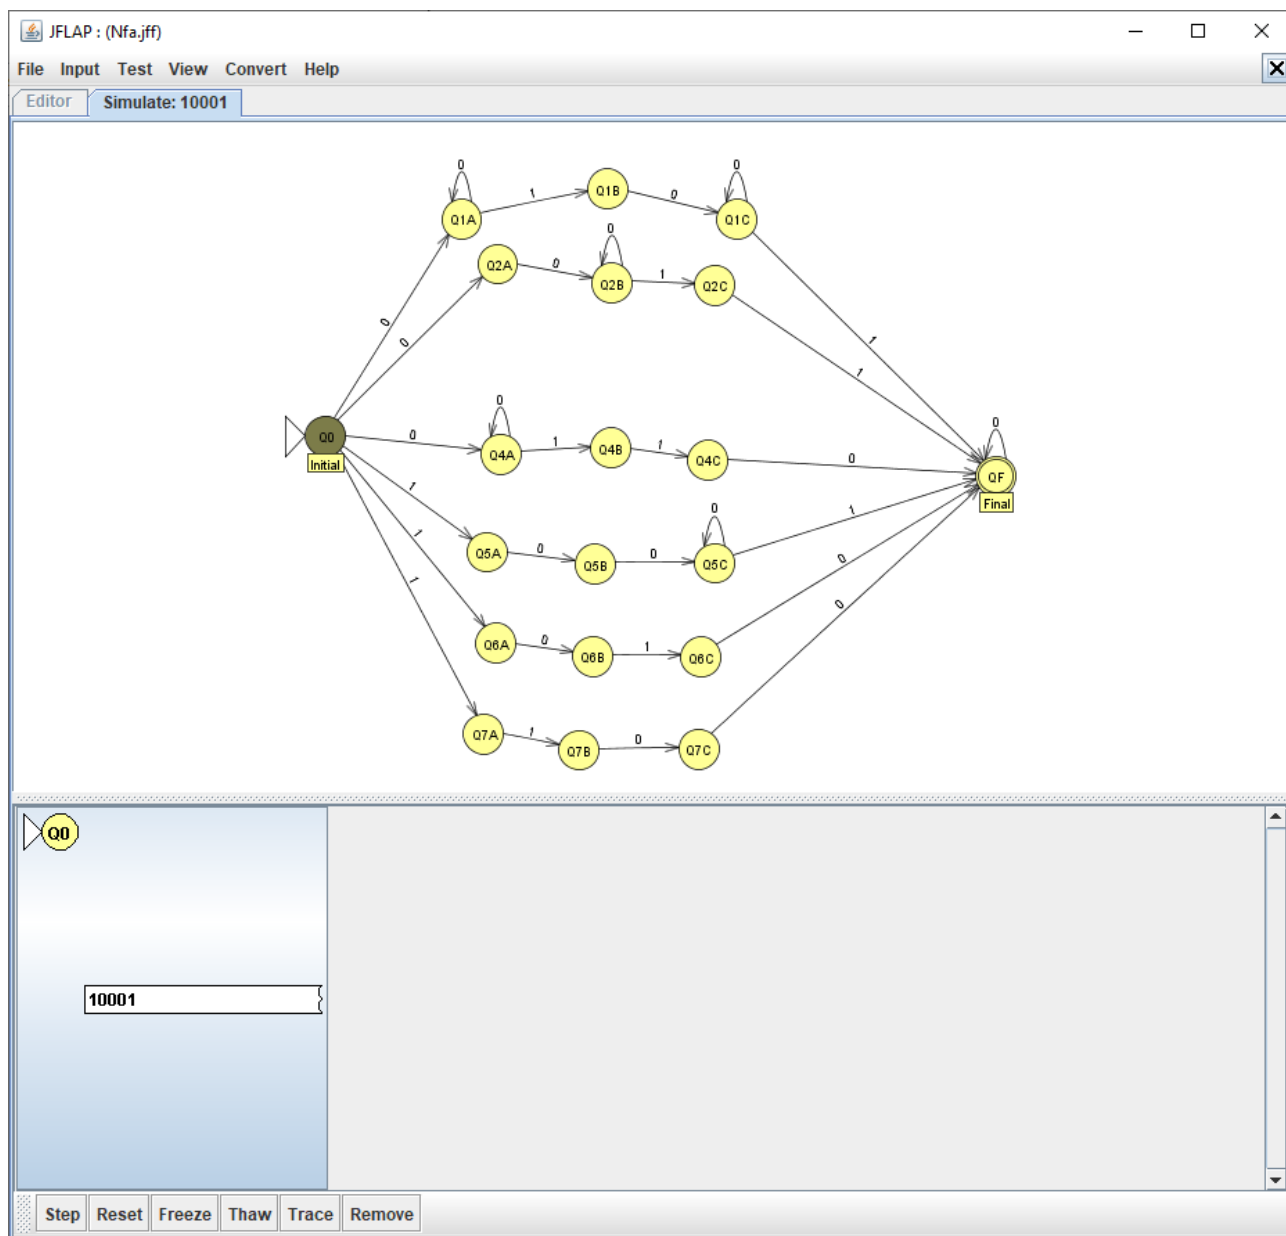 JFLAP : (Nfa.jff)
File Input Test View Convert Help
Editor Simulate: 10001
0 0
1 Q1B 0
Q1A Q1C
0
Q2A 0
Q2B 1 Q2C
0
0 1
1
0
Q0 0 1 Q4B 1 0 0
Initial Q4A Q4C QF
Final
1 0 1
Q5A 0 Q5B 0 Q5C
1 0
Q6A 0 Q6B 1 Q6C
1 0
Q7A 1 Q7B 0 Q7C
Q0
10001
Step Reset Freeze Thaw Trace Remove